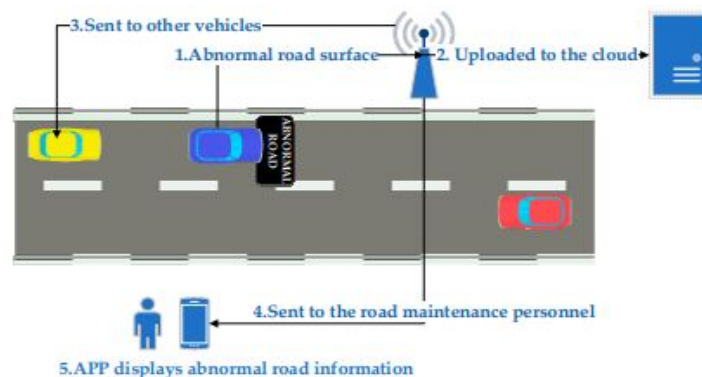 3.Sent to other vehicles
1.Abnormal road surface
2. Uploaded to the cloud
ABNORMAL
ROAD
4.Sent to the road maintenance personnel
5.APP displays abnormal road information